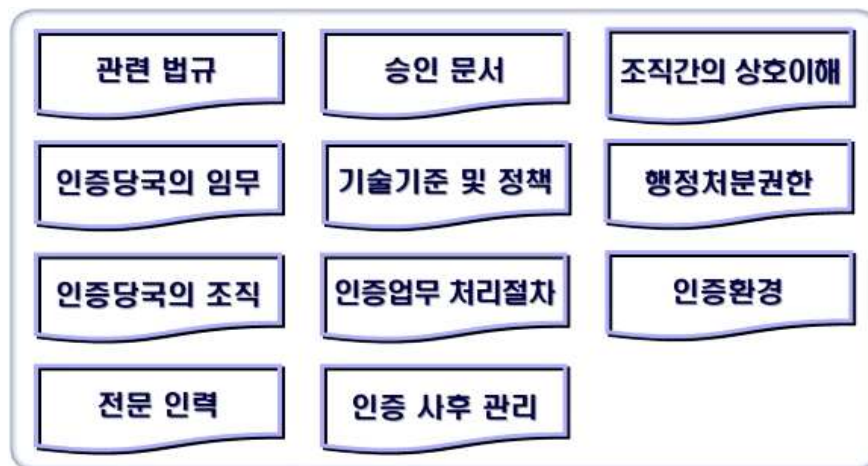 관련 법규
승인 문서
조직간의 상호이해
인증당국의 임무
기술기준 및 정책
행정처분권한
인증당국의 조직
인증업무 처리절차
인증환경
전문 인력
인증 사후 관리